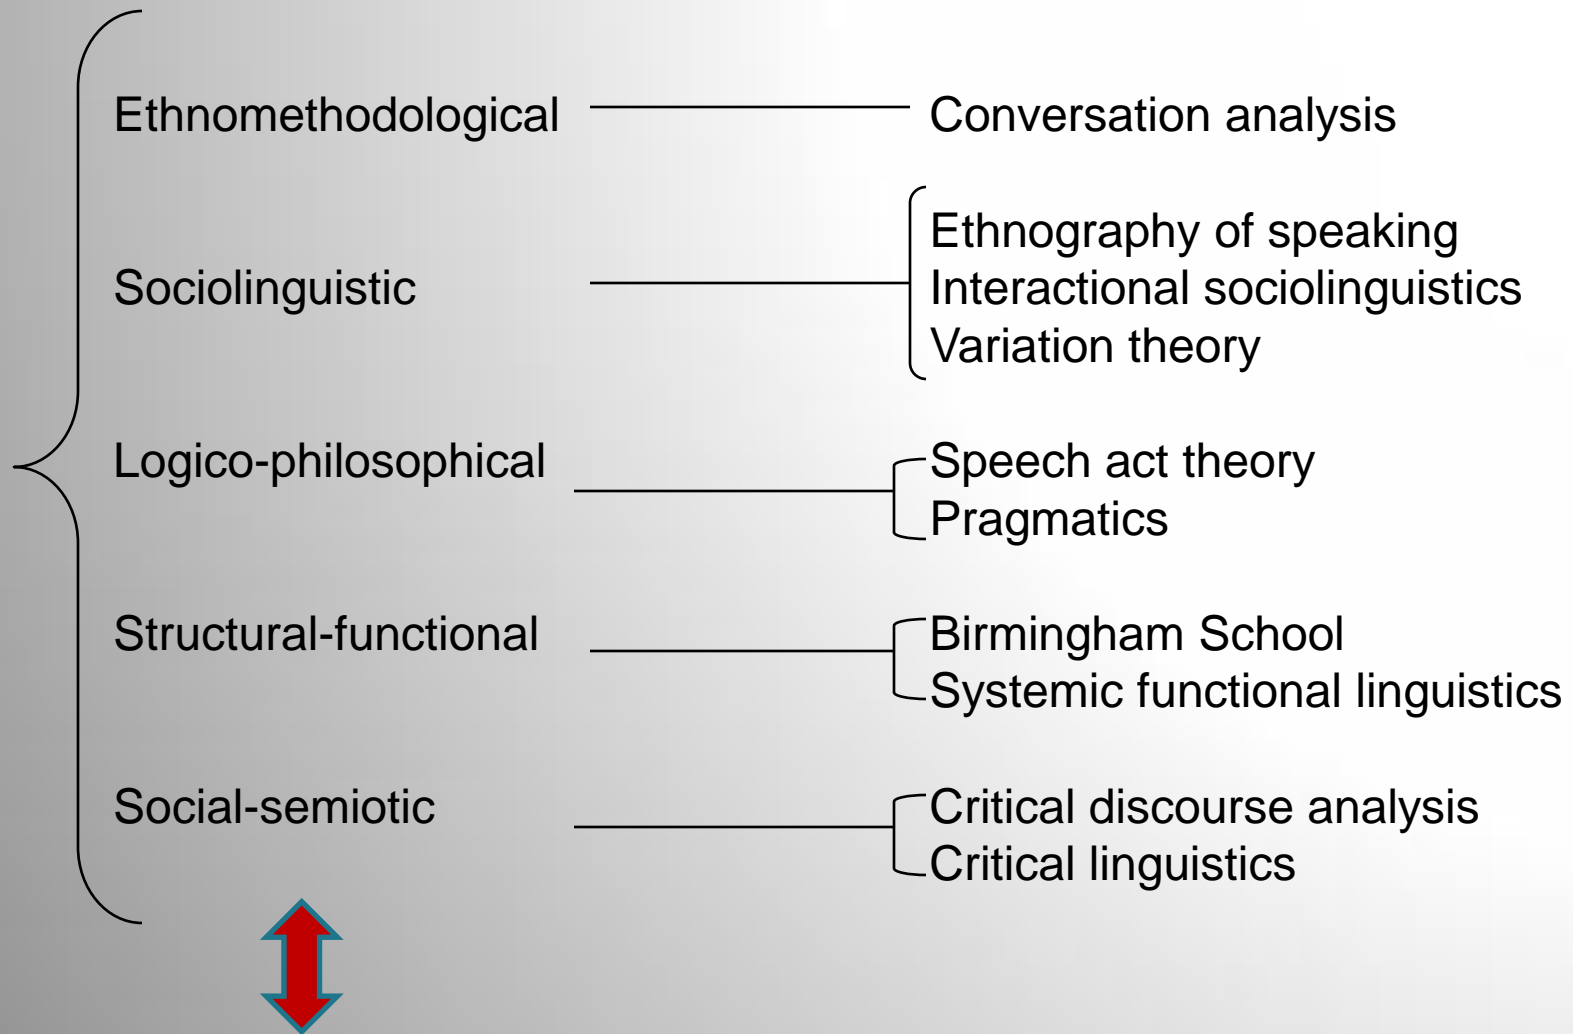 Ethnomethodological Conversation analysis
Ethnography of speaking
Sociolinguistic Interactional sociolinguistics
Variation theory
Logico-philosophical Speech act theory
Pragmatics
Structural-functional Birmingham School
Systemic functional linguistics
Social-semiotic Critical discourse analysis
Critical linguistics